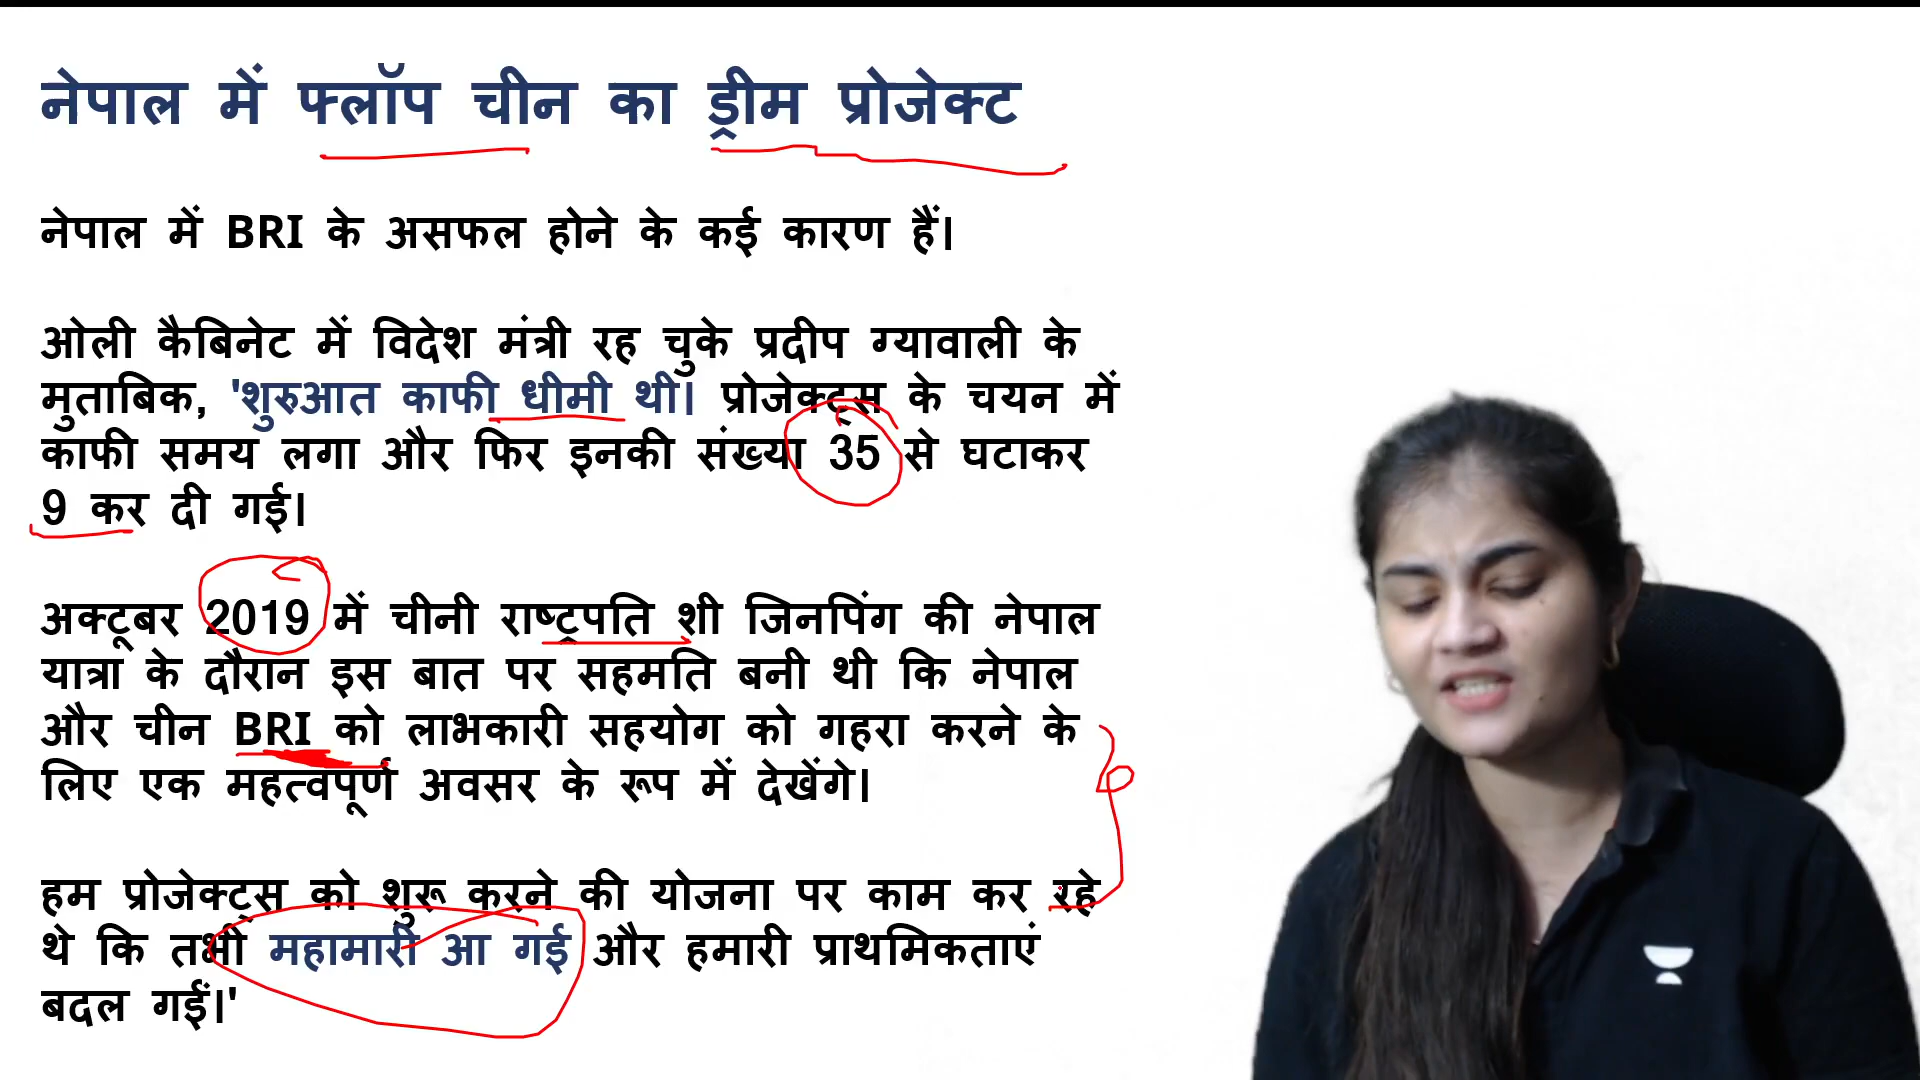 नेपाल में फ्लॉप चीन का ड्रीम प्रोजेक्ट
नेपाल में BRI के असफल होने के कई कारण हैं।
ओली कैबिनेट में विदेश मंत्री रह चुके प्रदीप ग्यावाली के
मुताबिक, 'शुरुआत काफी धीमी थी। प्रोजेक्ट्स के चयन में
काफी समय लगा और फिर इनकी संख्या 35 से घटाकर
9 कर दी गई।
अक्टूबर 2019 में चीनी राष्ट्रपति शी जिनपिंग की नेपाल
यात्रा के दौरान इस बात पर सहमति बनी थी कि नेपाल
और चीन BRI को लाभकारी सहयोग को गहरा करने के
लिए एक महत्वपूर्ण अवसर के रूप में देखेंगे।
हम प्रोजेक्ट्स को शुरू करने की योजना पर काम कर रहे
थे कि तभी महामारी आ गई और हमारी प्राथमिकताएं
बदल गईं।'